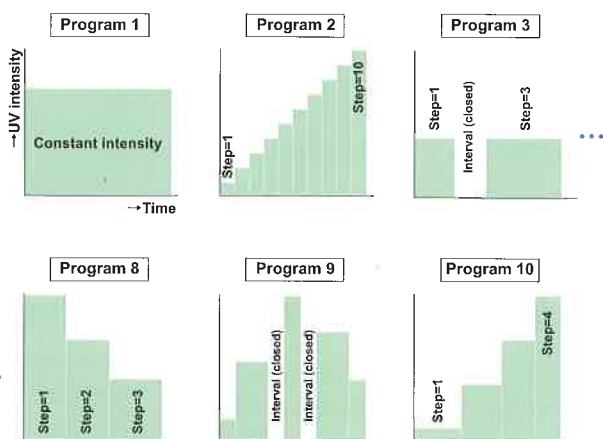 Program 1
→UV intensity
Constant intensity
→Time
Program 2
Step=1
Step=10
Program 3
Step=1
Interval (closed)
Step=3
Program 8
Step=1
Step=2
Step=3
Program 9
Interval (closed)
Interval (closed)
Program 10
Step=1
Step=4